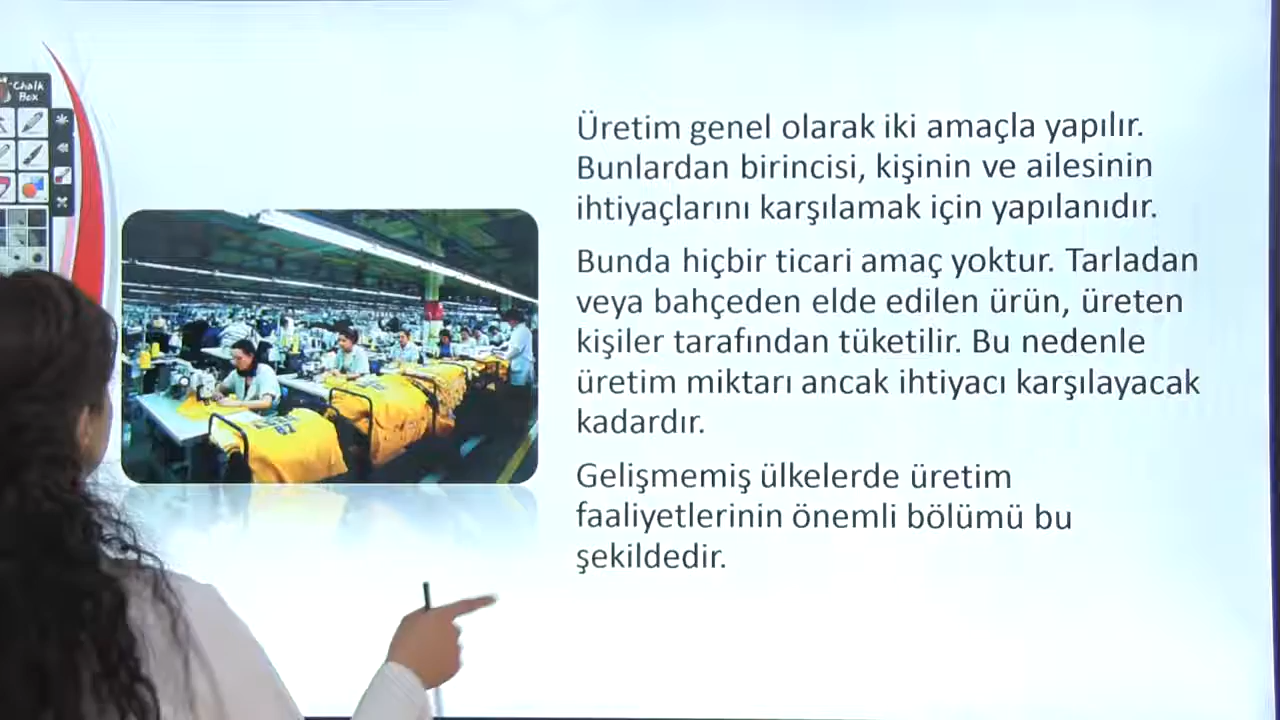 Chalk
Box
Üretim genel olarak iki amaçla yapılır.
Bunlardan birincisi, kişinin ve ailesinin
ihtiyaçlarını karşılamak için yapılanıdır.
Bunda hiçbir ticari amaç yoktur. Tarladan
veya bahçeden elde edilen ürün, üreten
kişiler tarafından tüketilir. Bu nedenle
üretim miktarı ancak ihtiyacı karşılayacak
kadardır.
Gelişmemiş ülkelerde üretim
faaliyetlerinin önemli bölümü bu
şekildedir.